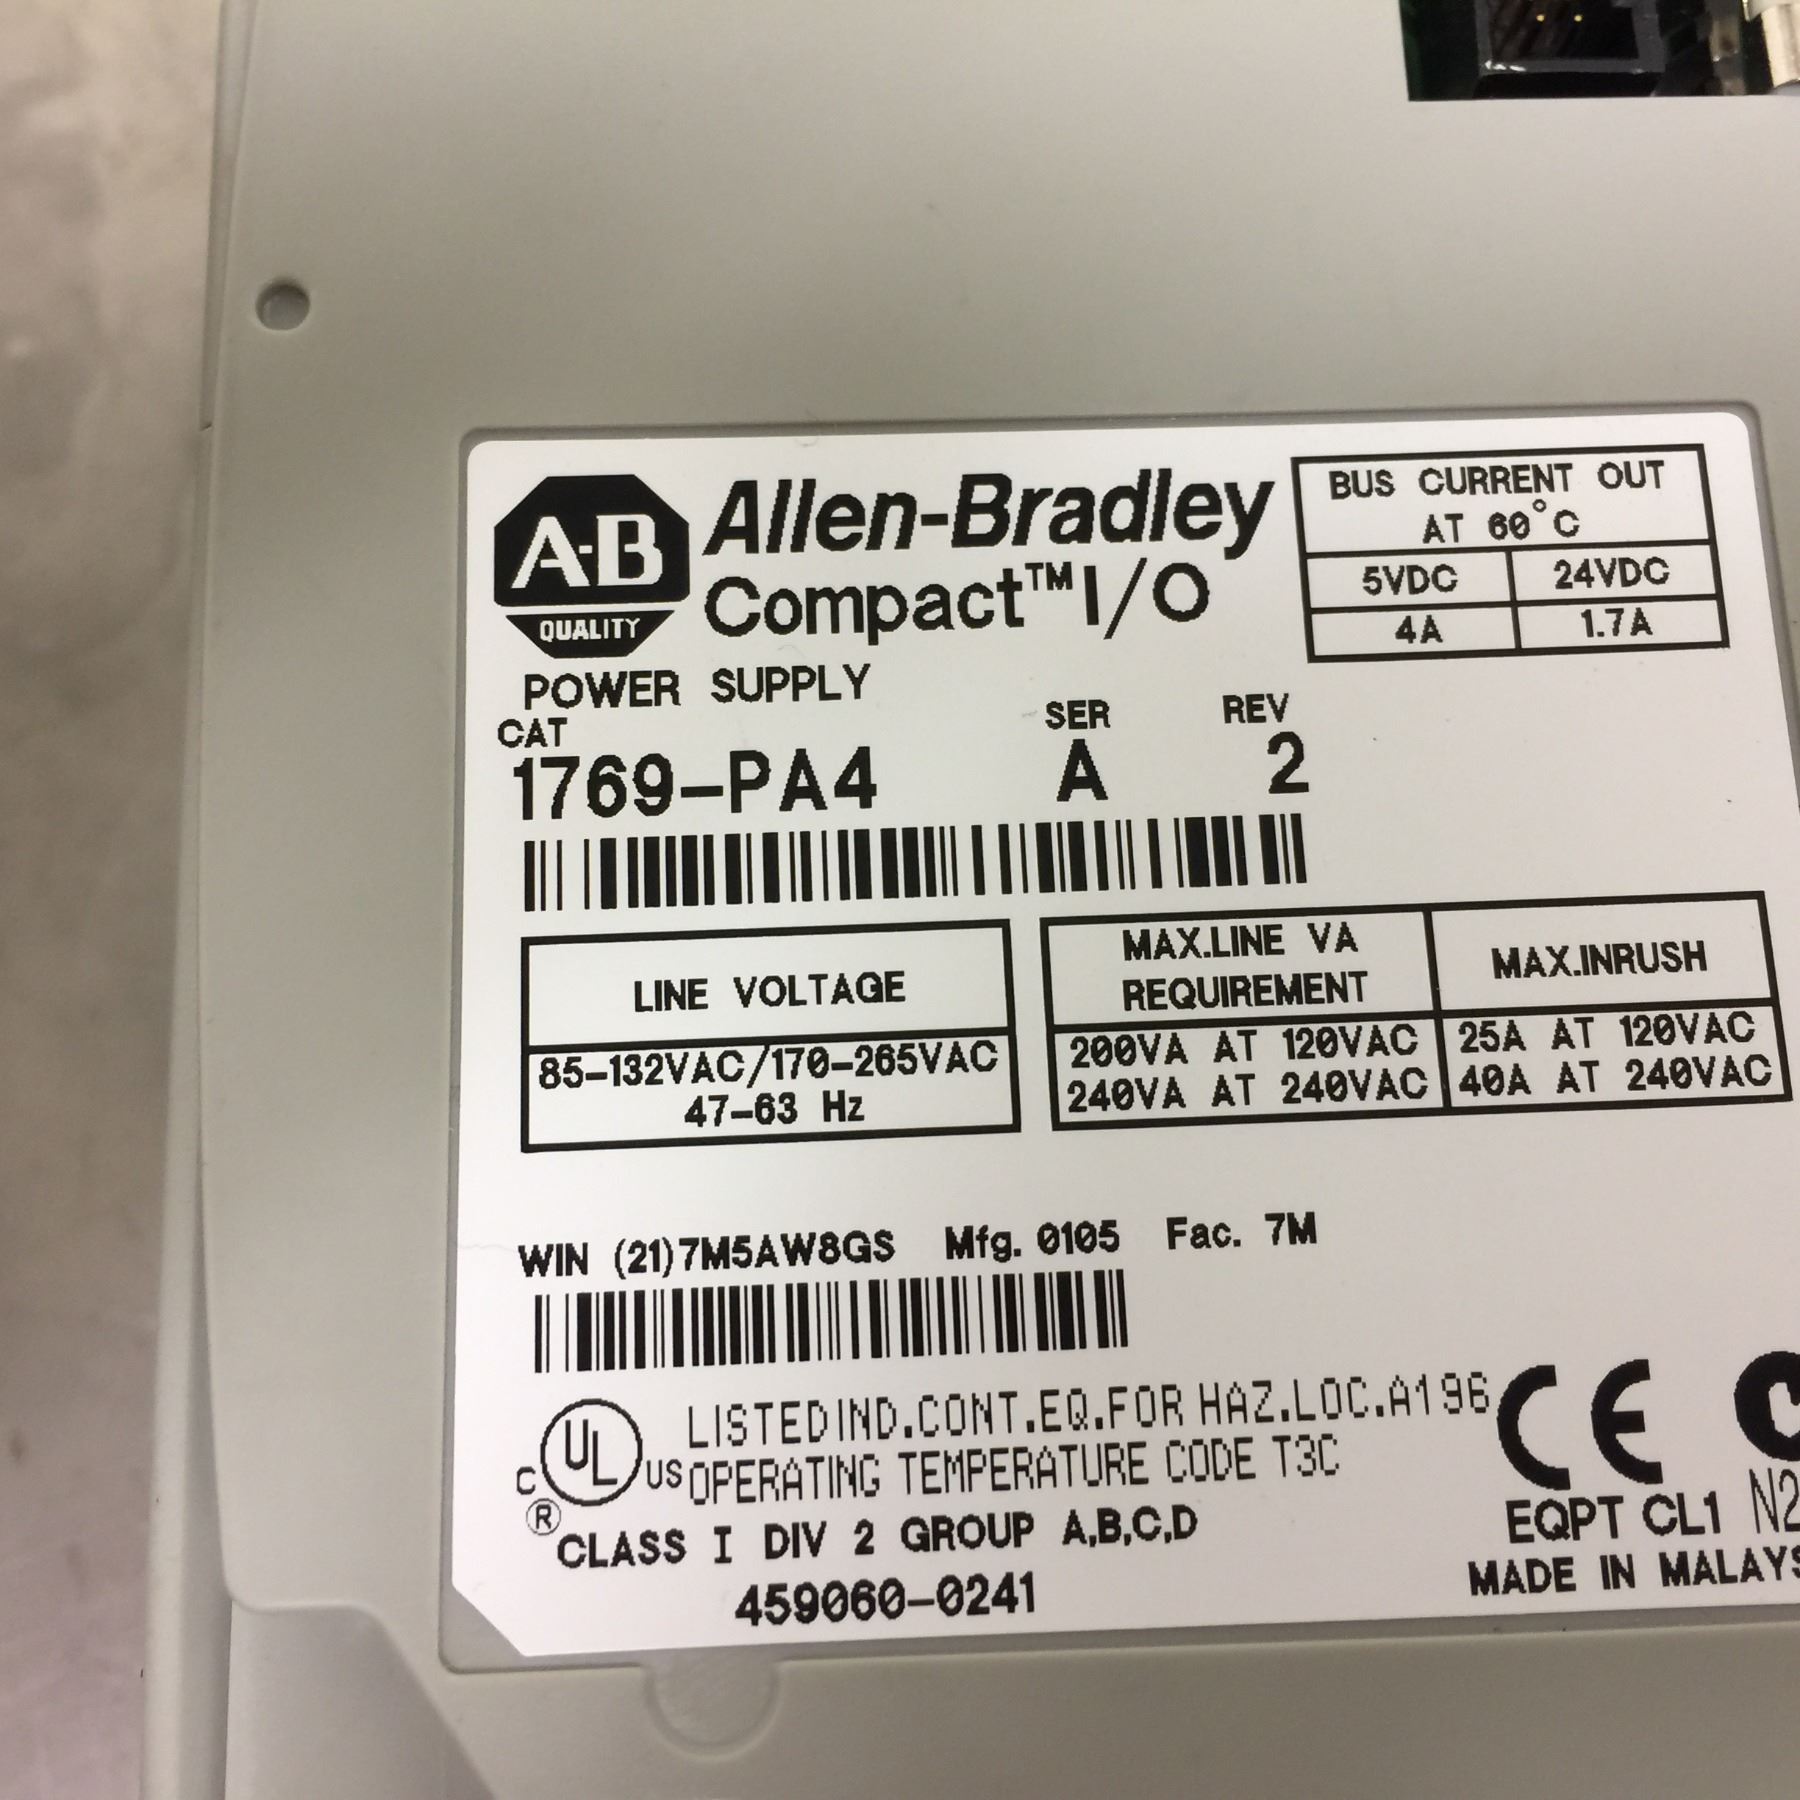 A-B
QUALITY
Allen-Bradley
Compact™ I/O
BUS CURRENT OUT
AT 60°C
5VDC 24VDC
4A 1.7A
POWER SUPPLY
CAT SER REV
1769-PA4 A 2
LINE VOLTAGE
85-132VAC/170-265VAC
47-63 Hz
MAX.LINE VA
REQUIREMENT
MAX.INRUSH
200VA AT 120VAC 25A AT 120VAC
240VA AT 240VAC 40A AT 240VAC
WIN (21)7M5AW8GS Mfg. 0105 Fac. 7M
C UL US ®
LISTED IND.CONT.EQ.FOR HAZ.LOC.A196
OPERATING TEMPERATURE CODE T3C
CLASS I DIV 2 GROUP A,B,C,D
459060-0241
CE
EQPT CL1 N2
MADE IN MALAYS